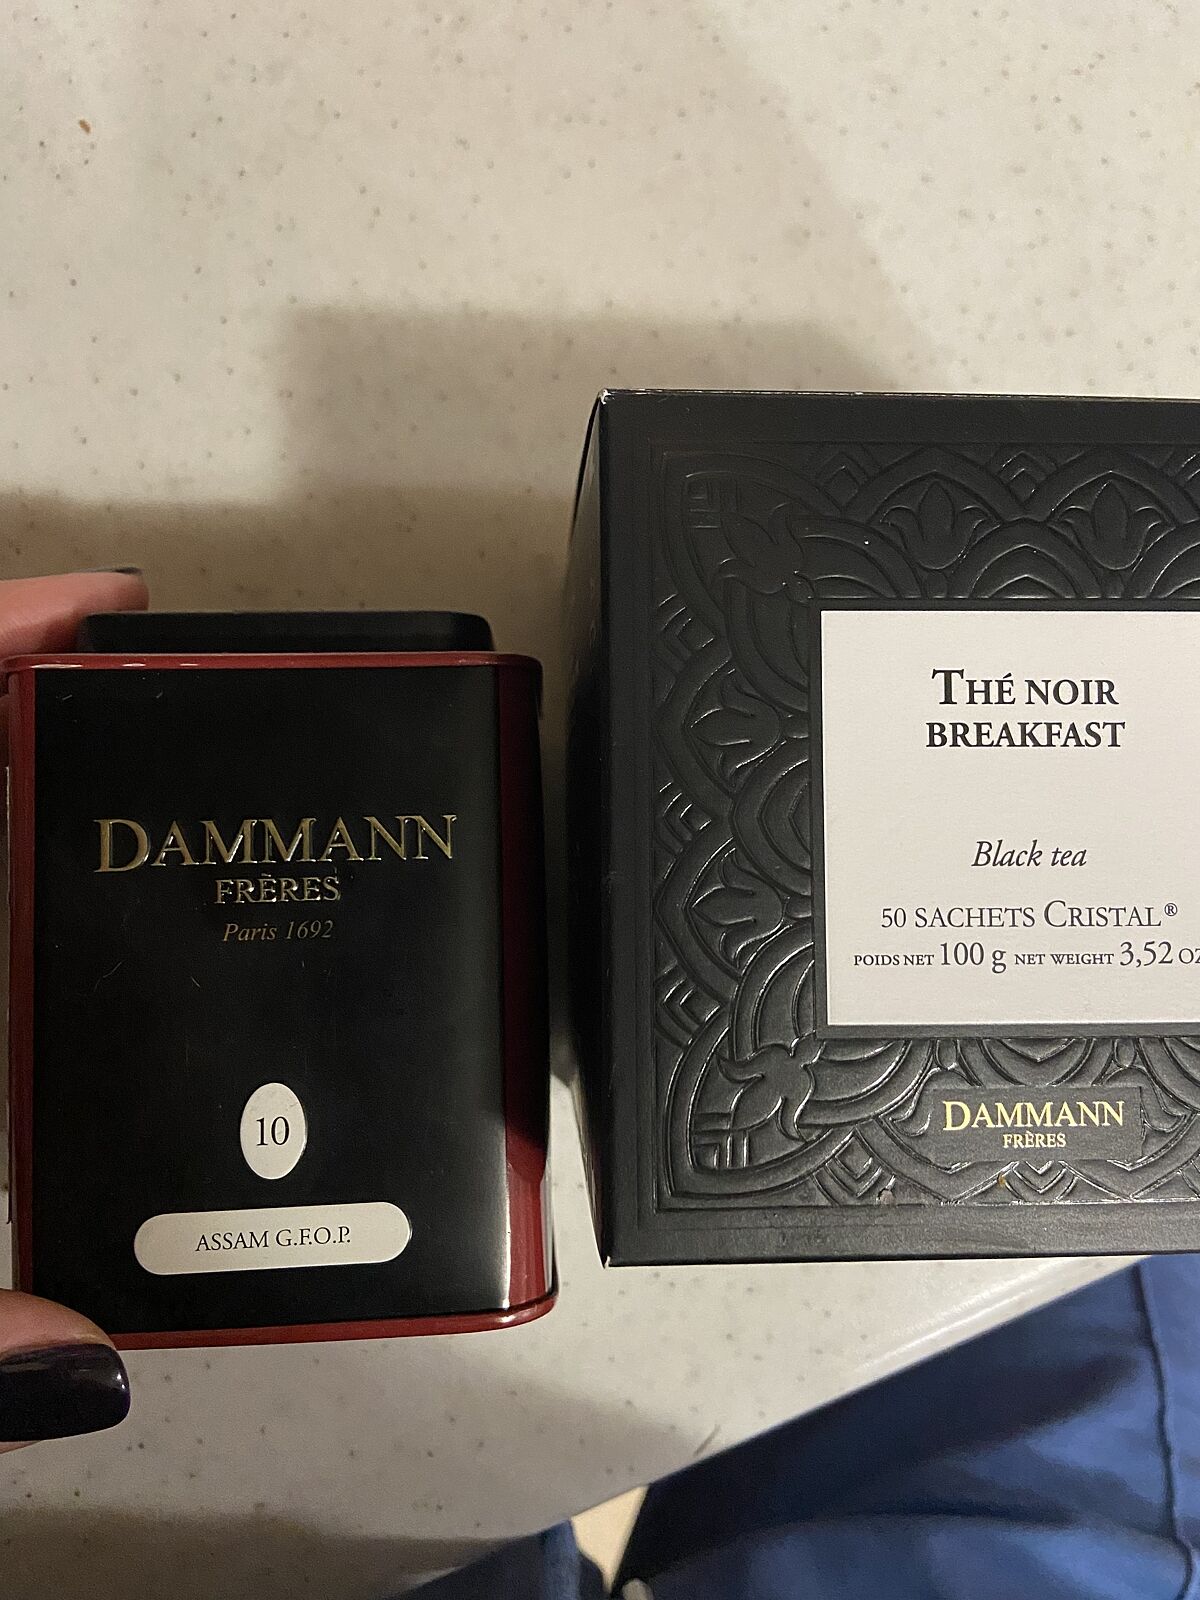 DAMMANN
FRÈRES
Paris 1692
10
ASSAM G.F.O.P.
THÉ NOIR
BREAKFAST
Black tea
50 SACHETS CRISTAL®
POIDS NET 100 g NET WEIGHT 3,52 OZ
DAMMANN
FRÈRES